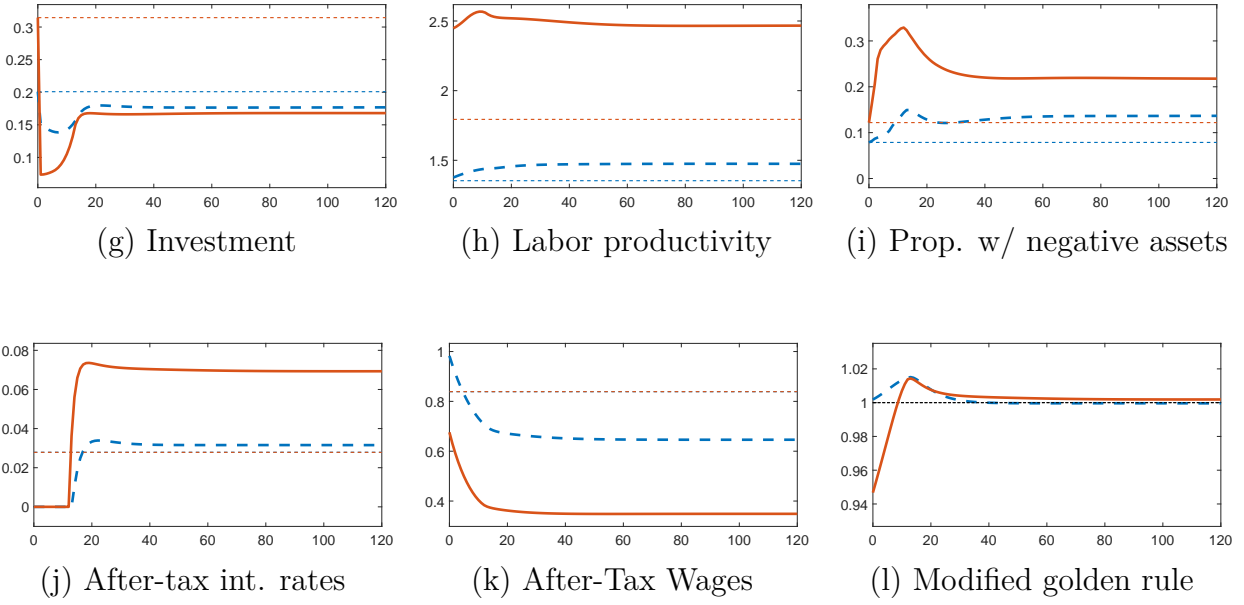 0.3
0.25
0.2
0.15
0.1
0 20 40 60 80 100 120
(g) Investment
2.5
2
1.5
0 20 40 60 80 100 120
(h) Labor productivity
0.3
0.2
0.1
0
0 20 40 60 80 100 120
(i) Prop. w/ negative assets
0.08
0.06
0.04
0.02
0
0 20 40 60 80 100 120
(j) After-tax int. rates
1
0.8
0.6
0.4
0 20 40 60 80 100 120
(k) After-Tax Wages
1.02
1
0.98
0.96
0.94
0 20 40 60 80 100 120
(l) Modified golden rule